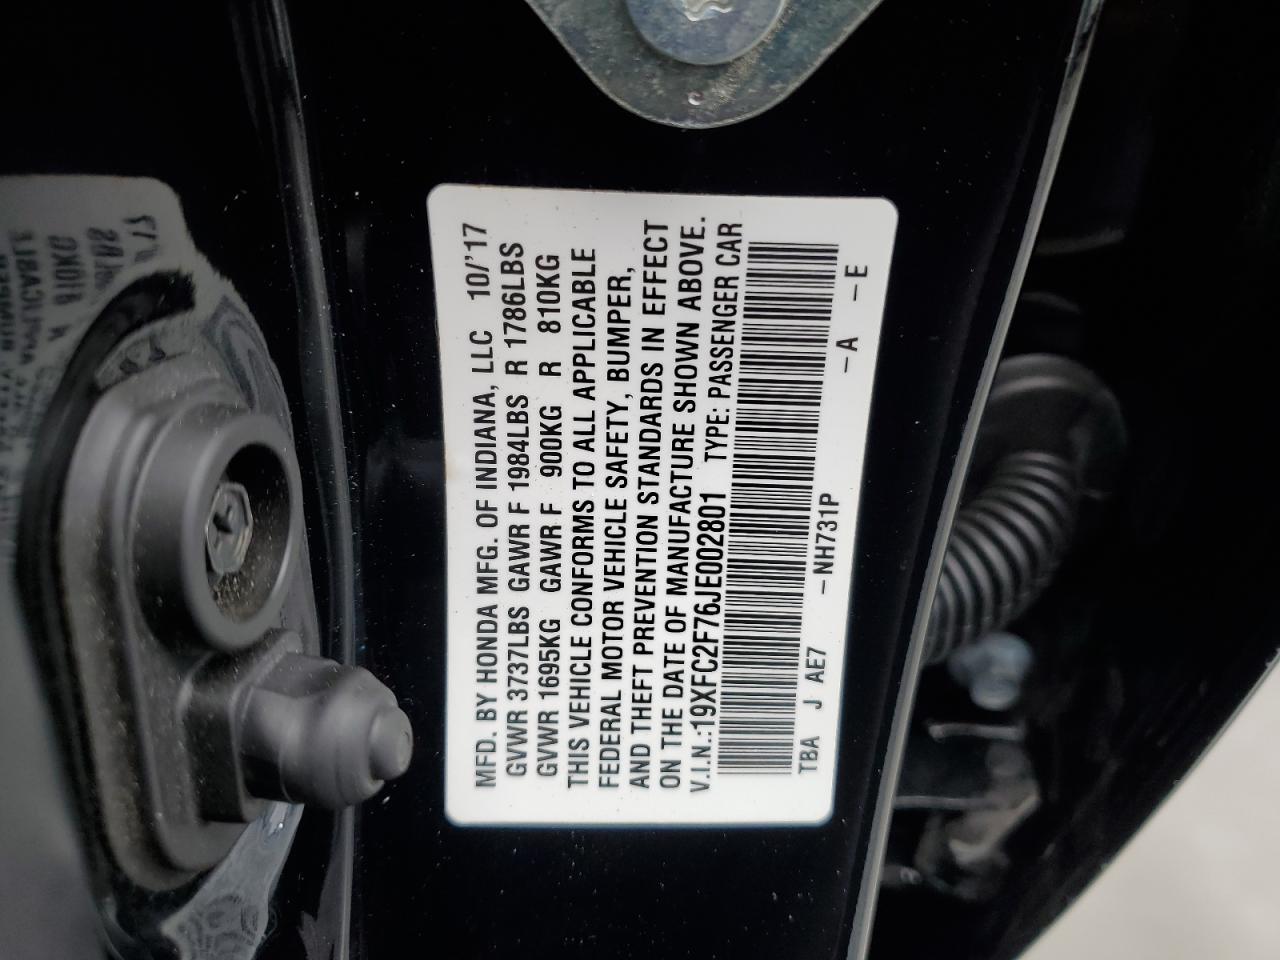 MFD. BY HONDA MFG. OF INDIANA, LLC 10/'17
GVWR 3737LBS GAWR F 1984LBS R 1786LBS
GVWR 1695KG GAWR F 900KG R 810KG
THIS VEHICLE CONFORMS TO ALL APPLICABLE
FEDERAL MOTOR VEHICLE SAFETY, BUMPER,
AND THEFT PREVENTION STANDARDS IN EFFECT
ON THE DATE OF MANUFACTURE SHOWN ABOVE.
V.I.N.:19XFC2F76JE002801 TYPE: PASSENGER CAR
TBA J AE7 -NH731P -A -E